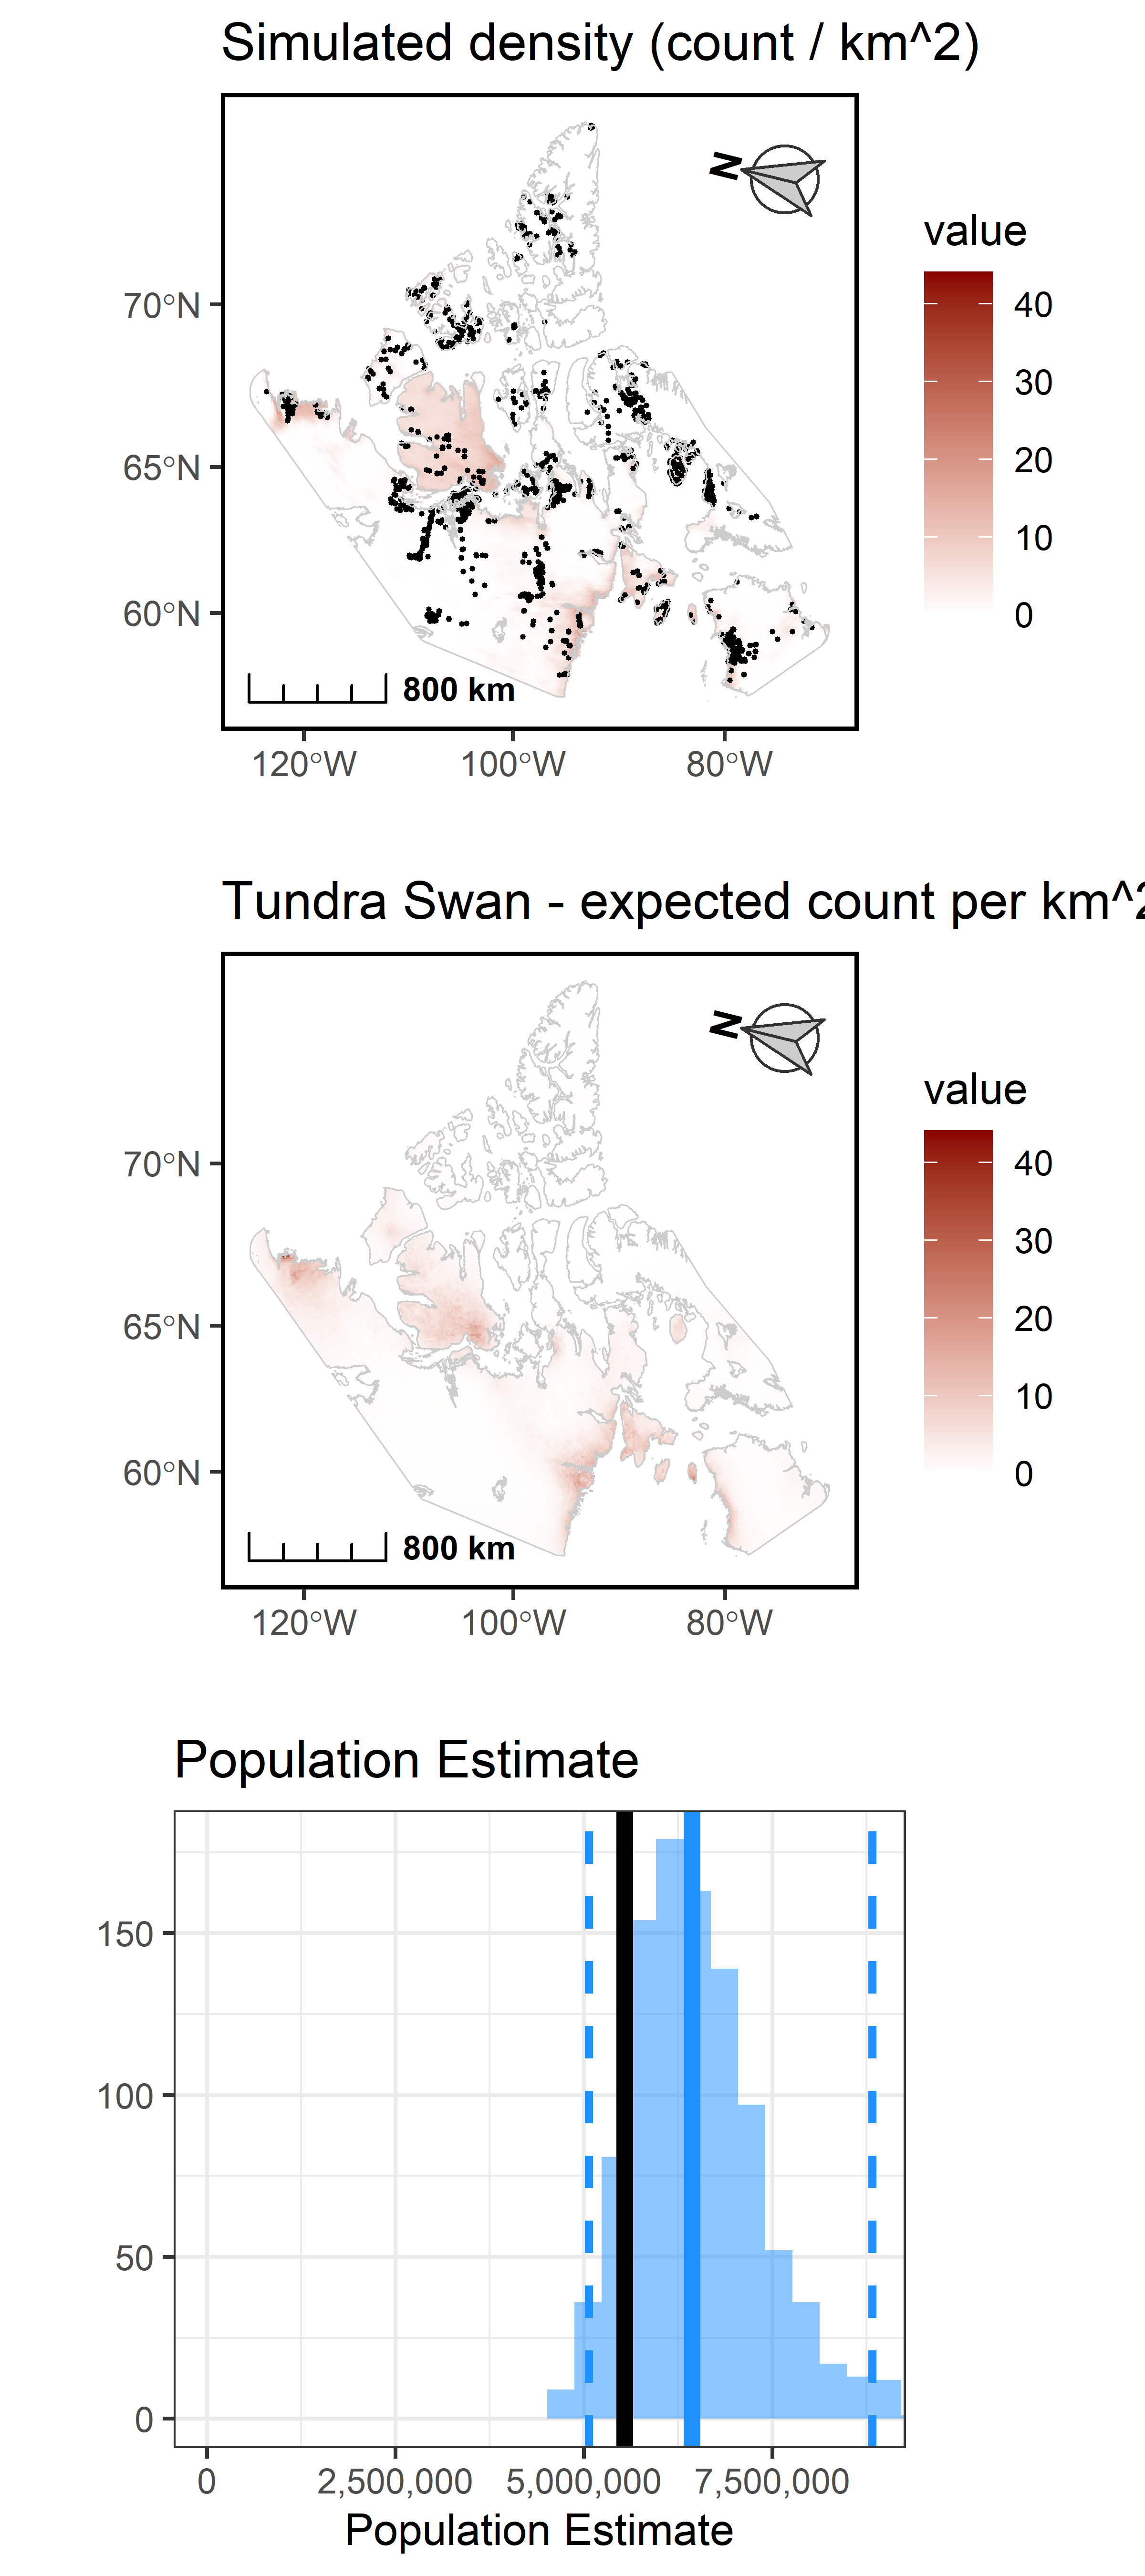 Simulated density (count / km^2)
N
value
40
30
20
10
0
70°N
65°N
60°N
800 km
120°W 100°W 80°W
Tundra Swan - expected count per km^2
N
value
40
30
20
10
0
70°N
65°N
60°N
800 km
120°W 100°W 80°W
Population Estimate
150
100
50
0
0 2,500,000 5,000,000 7,500,000
Population Estimate